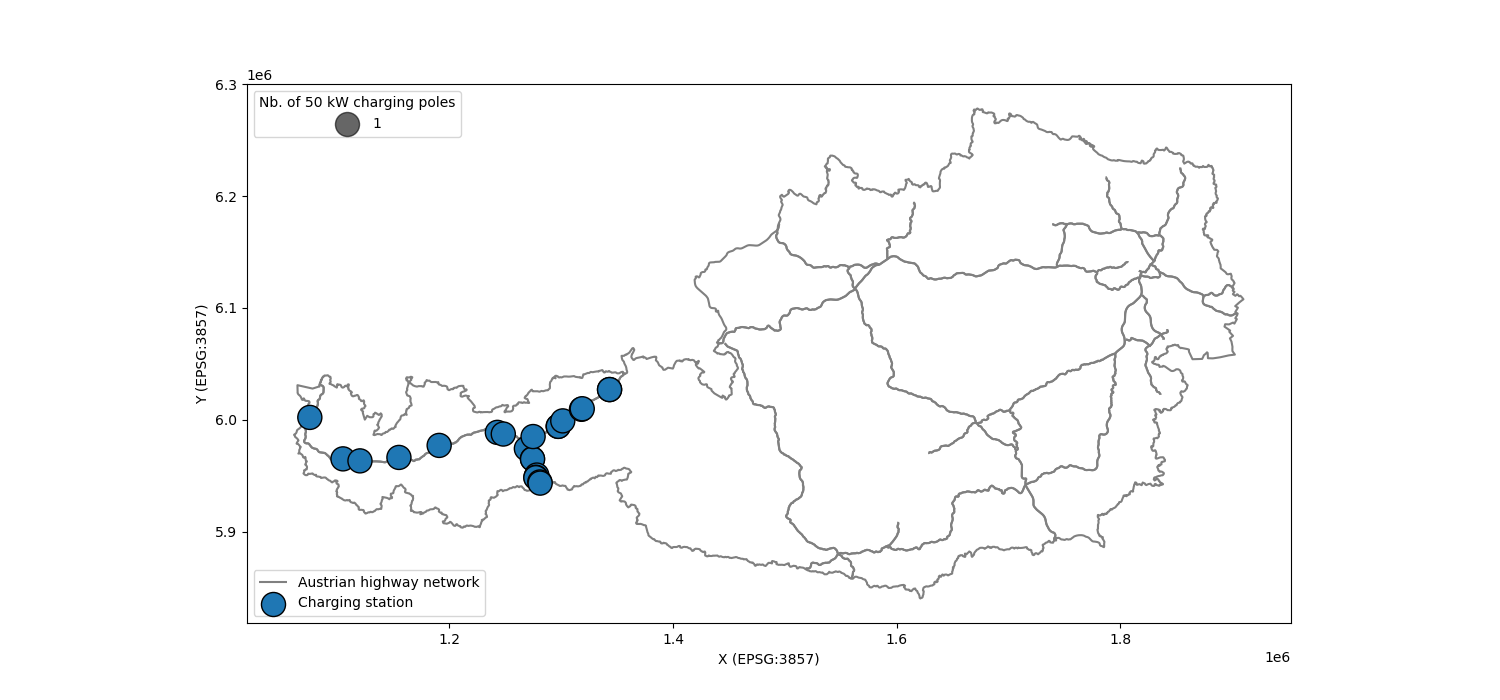 1e6
6.3
Nb. of 50 kW charging poles
1
6.2
6.1
6.0
5.9
Y (EPSG:3857)
Austrian highway network
Charging station
1.2
1.4
1.6
1.8
1e6
X (EPSG:3857)